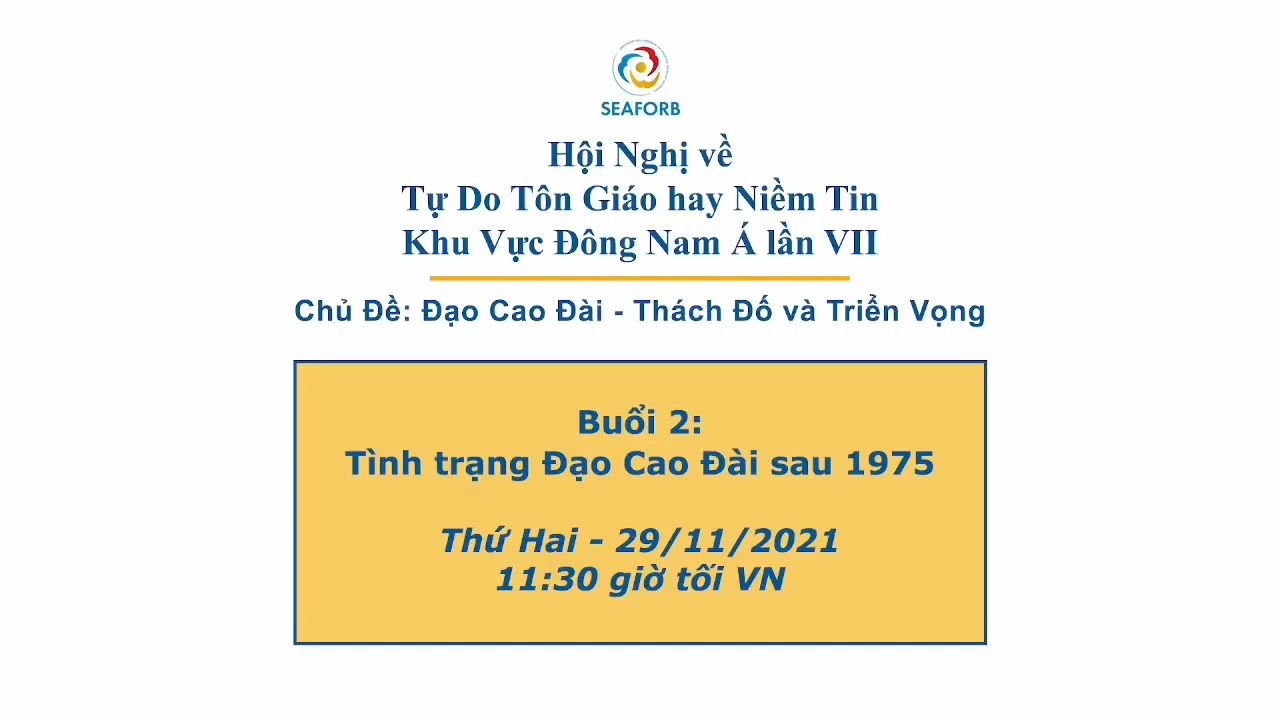 SEAFORB
Hội Nghị về
Tự Do Tôn Giáo hay Niềm Tin
Khu Vực Đông Nam Á lần VII
Chủ Đề: Đạo Cao Đài - Thách Đố và Triển Vọng
Buổi 2:
Tình trạng Đạo Cao Đài sau 1975
Thứ Hai - 29/11/2021
11:30 giờ tối VN